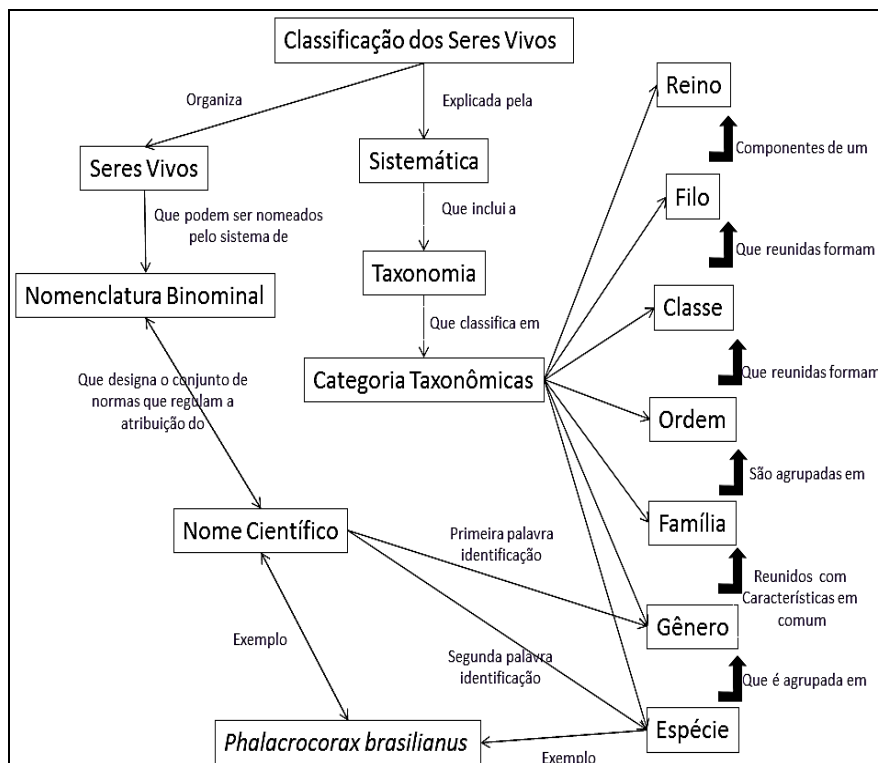 Classificação dos Seres Vivos
Organiza
Explicada pela
Seres Vivos
Sistemática
Que podem ser nomeados
pelo sistema de
Que inclui a
Nomenclatura Binominal
Taxonomia
Que classifica em
Que designa o conjunto de
normas que regulam a
atribuição do
Categoria Taxonômicas
Nome Científico
Primeira palavra
identificação
Segunda palavra
identificação
Exemplo
Phalacrocorax brasilianus
Exemplo
Reino
Componentes de um
Filo
Que reunidas formam
Classe
Que reunidas formam
Ordem
São agrupadas em
Família
Reunidos com
Características em
comum
Gênero
Que é agrupada em
Espécie